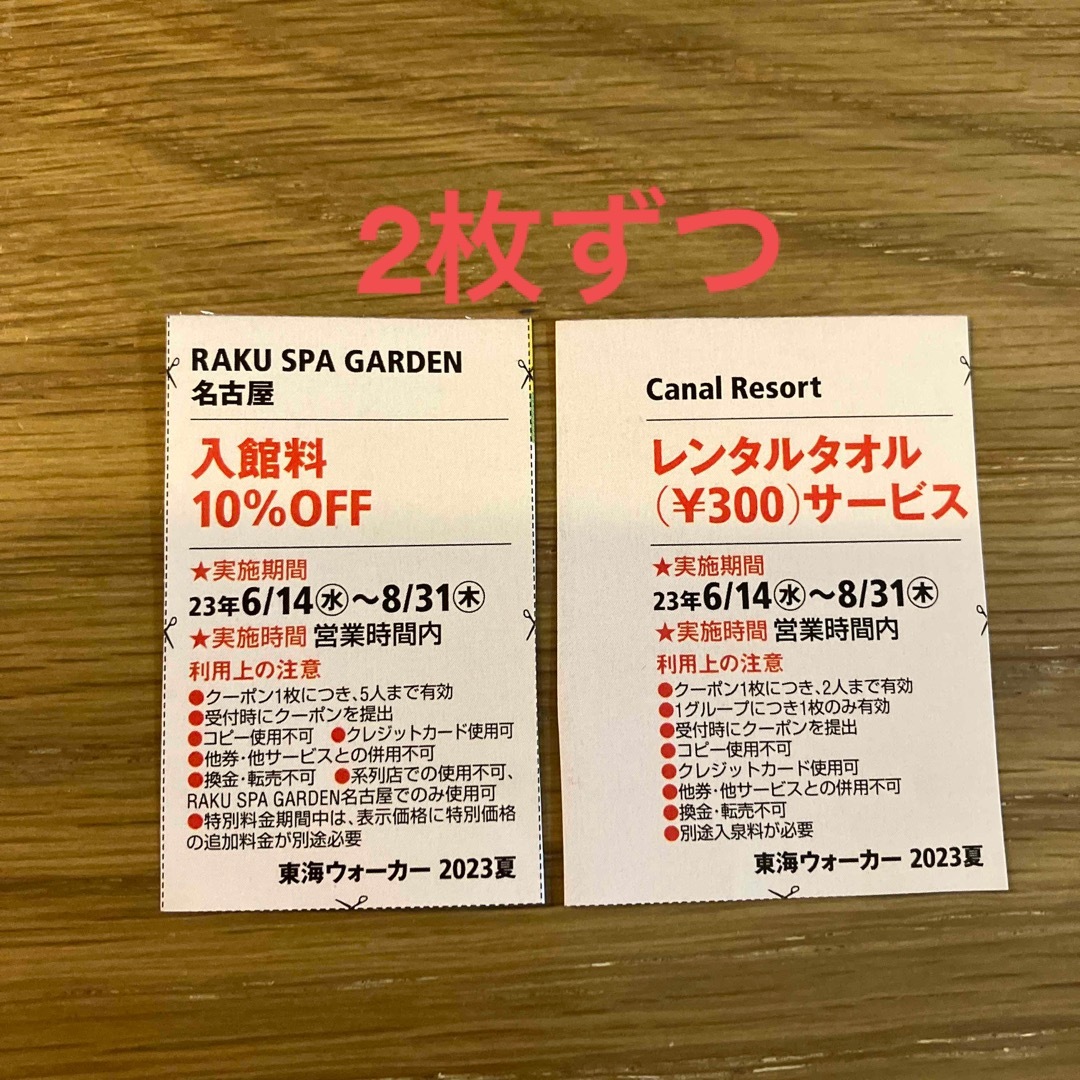 2枚ずつ
RAKU SPA GARDEN
名古屋
入館料
10%OFF
★実施期間
23年6/14㊌〜8/31㊍
★実施時間 営業時間内
利用上の注意
●クーポン1枚につき、5人まで有効
●受付時にクーポンを提出
●コピー使用不可 ●クレジットカード使用可
●他券・他サービスとの併用不可
●換金・転売不可 ●系列店での使用不可、
RAKU SPA GARDEN名古屋でのみ使用可
●特別料金期間中は、表示価格に特別価格
の追加料金が別途必要
東海ウォーカー 2023夏
Canal Resort
レンタルタオル
(¥300)サービス
★実施期間
23年6/14㊌〜8/31㊍
★実施時間 営業時間内
利用上の注意
●クーポン1枚につき、2人まで有効
●1グループにつき1枚のみ有効
●受付時にクーポンを提出
●コピー使用不可
●クレジットカード使用可
●他券・他サービスとの併用不可
●換金・転売不可
●別途入泉料が必要
東海ウォーカー 2023夏